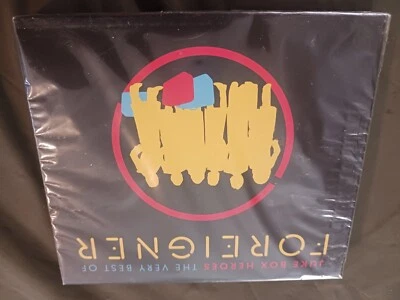 JUKE BOX HEROES THE VERY BEST OF
FOREIGNER